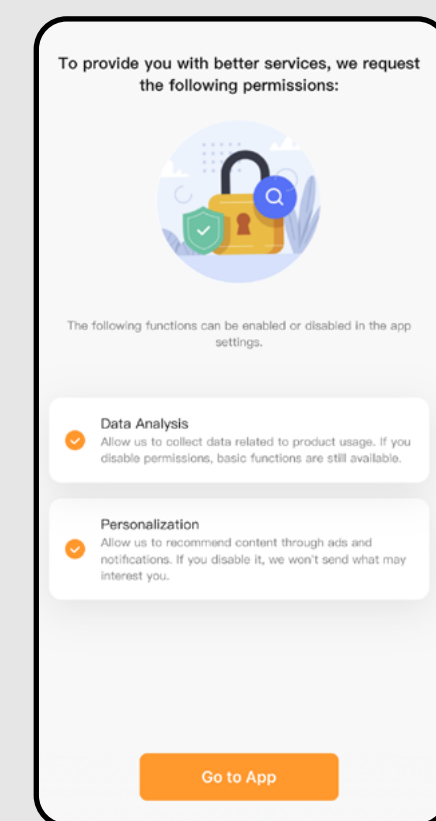 To provide you with better services, we request
the following permissions:
The following functions can be enabled or disabled in the app
settings.
Data Analysis
Allow us to collect data related to product usage. If you
disable permissions, basic functions are still available.
Personalization
Allow us to recommend content through ads and
notifications. If you disable it, we won't send what may
interest you.
Go to App